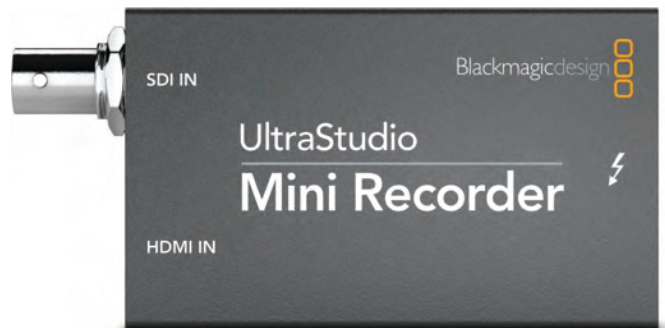 SDI IN
Blackmagicdesign
UltraStudio
Mini Recorder
HDMI IN